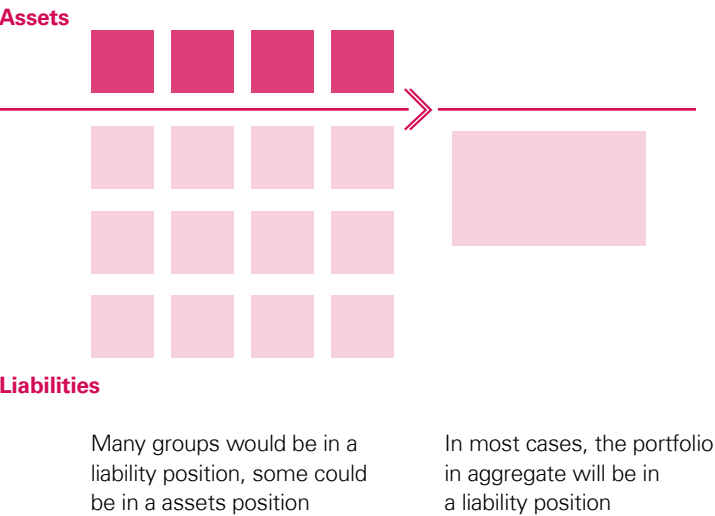 Assets
Liabilities
Many groups would be in a
liability position, some could
be in a assets position
In most cases, the portfolio
in aggregate will be in
a liability position